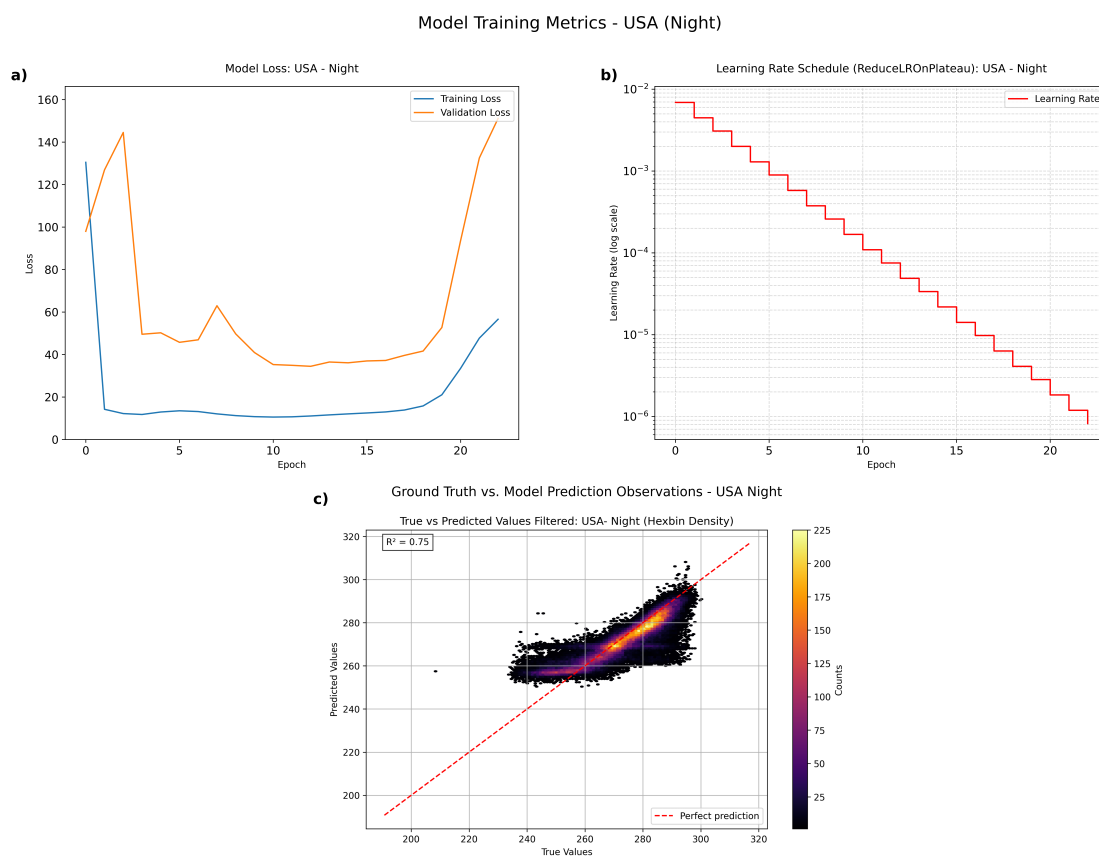 Model Training Metrics - USA (Night)
a)
Model Loss: USA - Night
Training Loss
Validation Loss
160
140
120
100
80
60
40
20
0
Loss
0 5 10 15 20
Epoch
b)
Learning Rate Schedule (ReduceLROnPlateau): USA - Night
Learning Rate
10⁻²
10⁻³
10⁻⁴
10⁻⁵
10⁻⁶
Learning Rate (log scale)
0 5 10 15 20
Epoch
c)
Ground Truth vs. Model Prediction Observations - USA Night
True vs Predicted Values Filtered: USA- Night (Hexbin Density)
R² = 0.75
320
300
280
260
240
220
200
Predicted Values
Perfect prediction
200 220 240 260 280 300 320
True Values
225
200
175
150
125
100
75
50
25
Counts